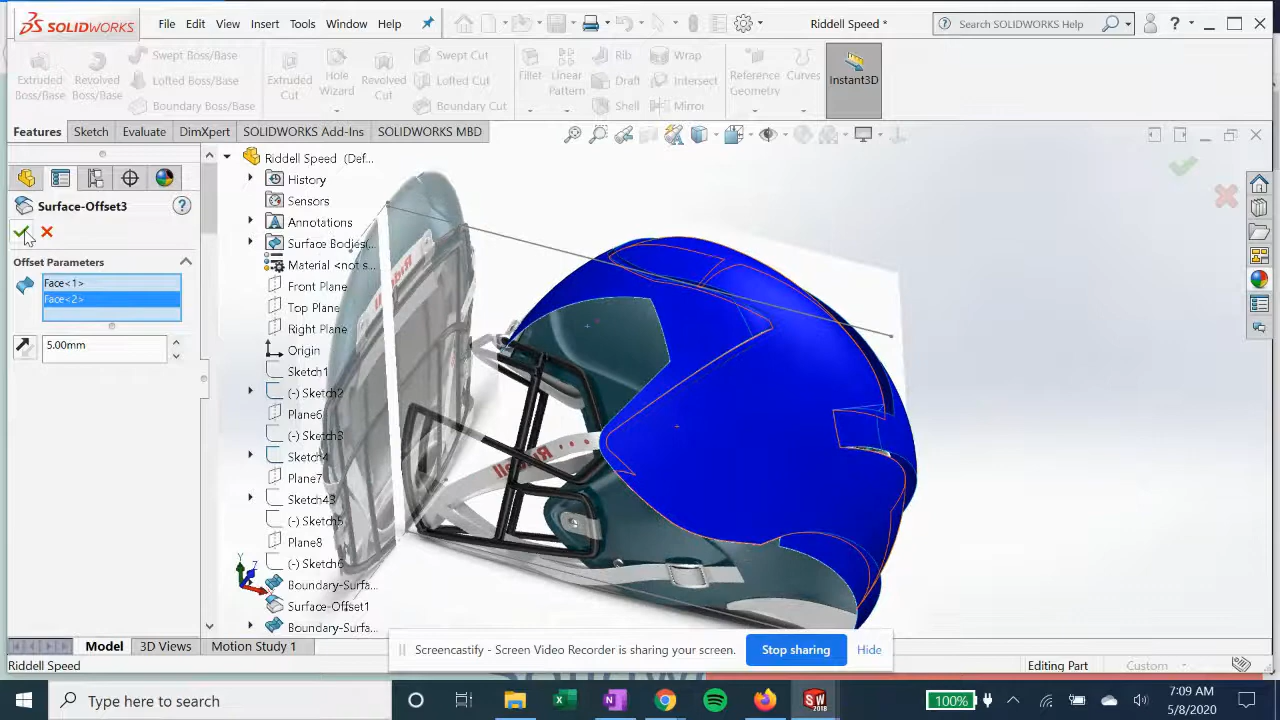 SOLIDWORKS
File Edit View Insert Tools Window Help
Riddell Speed *
Search SOLIDWORKS Help
?
Extruded Boss/Base
Revolved Boss/Base
Swept Boss/Base
Lofted Boss/Base
Boundary Boss/Base
Extruded Cut
Hole Wizard
Revolved Cut
Swept Cut
Lofted Cut
Boundary Cut
Fillet
Linear Pattern
Rib
Draft
Shell
Wrap
Intersect
Mirror
Reference Geometry
Curves
Instant3D
Features Sketch Evaluate DimXpert SOLIDWORKS Add-Ins SOLIDWORKS MBD
Surface-Offset3
?
Offset Parameters
Face<1>
Face<2>
5.00mm
Riddell Speed (Def...
History
Sensors
Annotations
Surface Bodies(...
Material <not s...
Front Plane
Top Plane
Right Plane
Origin
Sketch1
(-) Sketch2
Plane6
(-) Sketch3
Sketch4
Plane7
Sketch43
(-) Sketch5
Plane8
(-) Sketch6
Boundary-Surfa...
Surface-Offset1
Boundary-Surfa...
Riddell
Y
Z
Model 3D Views Motion Study 1
Screencastify - Screen Video Recorder is sharing your screen.
Stop sharing
Hide
Riddell Speed
Editing Part
Custom
Type here to search
SW
2018
100%
7:09 AM
5/8/2020